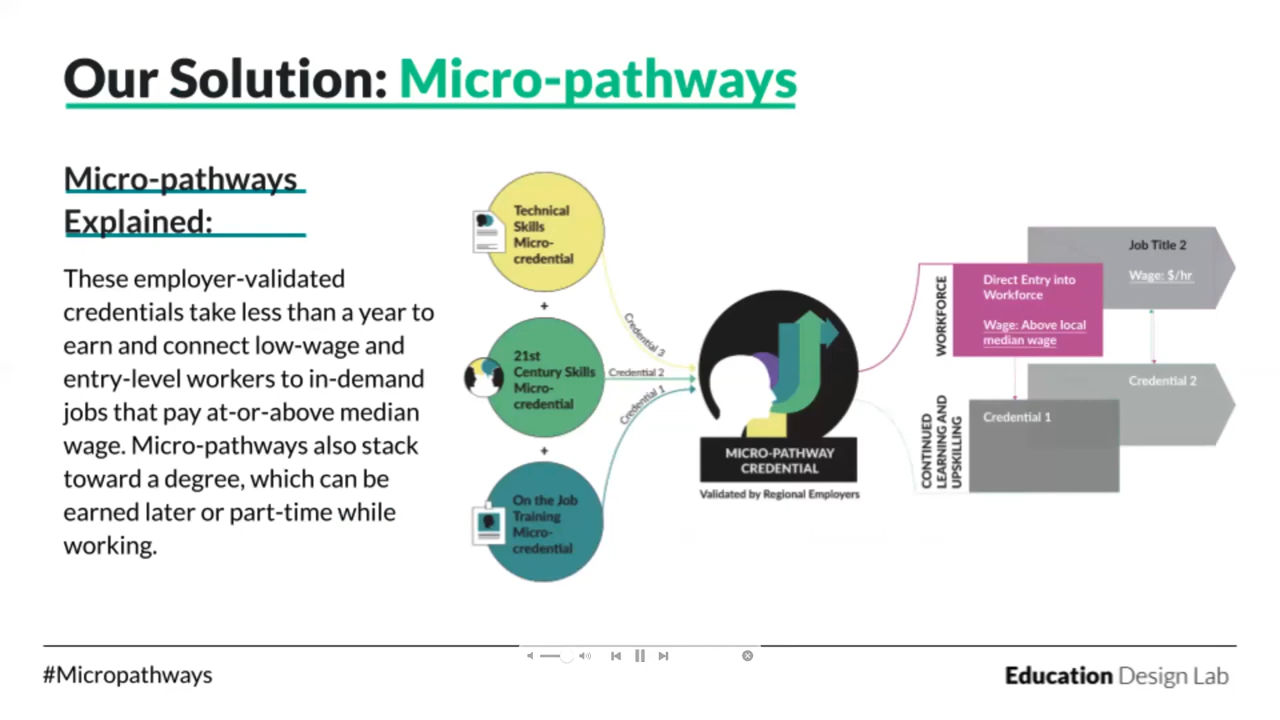 Our Solution: Micro-pathways
Micro-pathways
Explained:
These employer-validated
credentials take less than a year to
earn and connect low-wage and
entry-level workers to in-demand
jobs that pay at-or-above median
wage. Micro-pathways also stack
toward a degree, which can be
earned later or part-time while
working.
Technical
Skills
Micro-
credential
+
21st
Century Skills
Micro-
credential
+
On the Job
Training
Micro-
credential
Credential 3
Credential 2
Credential 1
MICRO-PATHWAY
CREDENTIAL
Validated by Regional Employers
WORKFORCE
Direct Entry into
Workforce
Wage: Above local
median wage
Job Title 2
Wage: $/hr
CONTINUED
LEARNING AND
UPSKILLING
Credential 1
Credential 2
#Micropathways
Education Design Lab